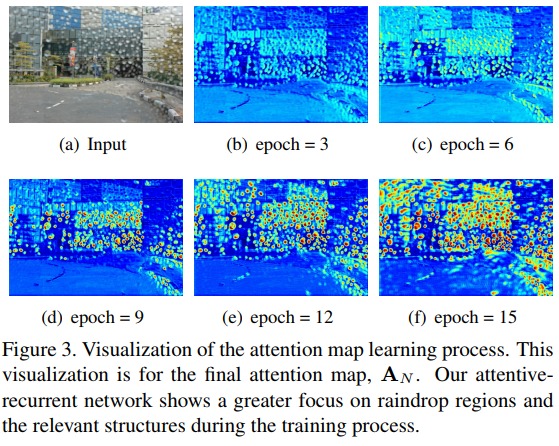 (a) Input
(b) epoch = 3
(c) epoch = 6
(d) epoch = 9
(e) epoch = 12
(f) epoch = 15
Figure 3. Visualization of the attention map learning process. This
visualization is for the final attention map, A_N. Our attentive-
recurrent network shows a greater focus on raindrop regions and
the relevant structures during the training process.